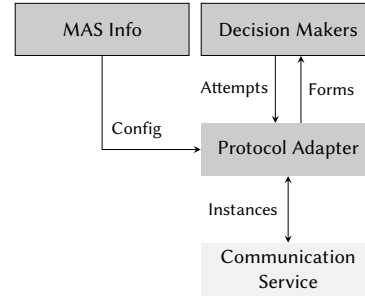 MAS Info
Decision Makers
Attempts
Forms
Config
Protocol Adapter
Instances
Communication
Service